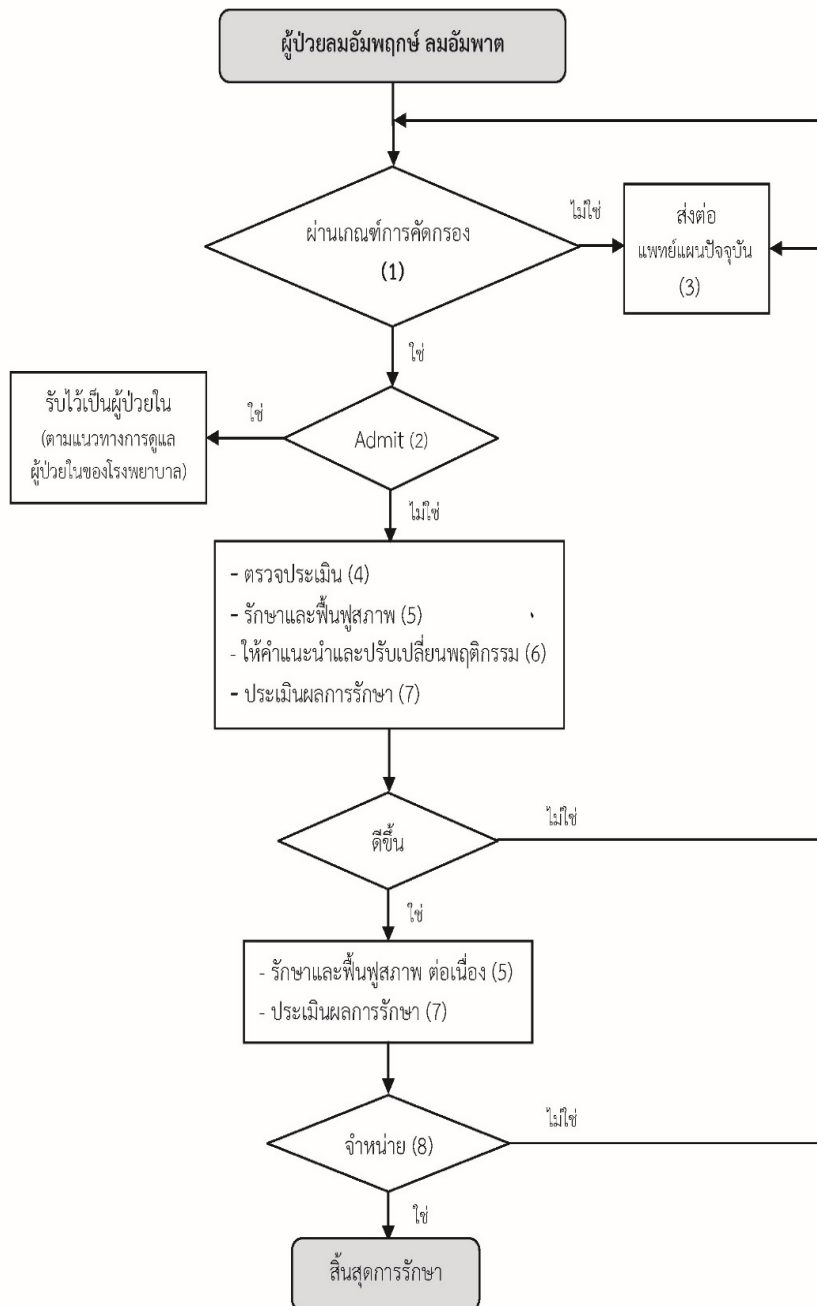 ผู้ป่วยลมอัมพฤกษ์ ลมอัมพาต
ผ่านเกณฑ์การคัดกรอง
(1)
ไม่ใช่
ส่งต่อ
แพทย์แผนปัจจุบัน
(3)
ใช่
รับไว้เป็นผู้ป่วยใน
(ตามแนวทางการดูแล
ผู้ป่วยในของโรงพยาบาล)
ใช่
Admit (2)
ไม่ใช่
- ตรวจประเมิน (4)
- รักษาและฟื้นฟูสภาพ (5)
- ให้คำแนะนำและปรับเปลี่ยนพฤติกรรม (6)
- ประเมินผลการรักษา (7)
ดีขึ้น
ไม่ใช่
ใช่
- รักษาและฟื้นฟูสภาพ ต่อเนื่อง (5)
- ประเมินผลการรักษา (7)
จำหน่าย (8)
ไม่ใช่
ใช่
สิ้นสุดการรักษา